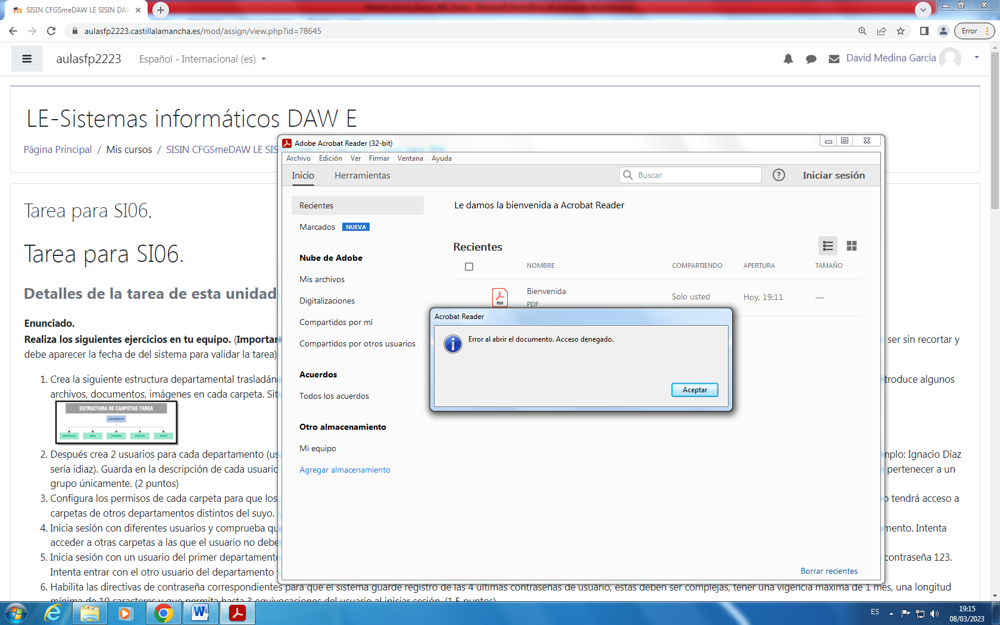 SISIN CFGSmeDAW LE SISIN DAW
aulasfp2223.castillalamancha.es/mod/assign/view.php?id=78645
Error
aulasfp2223
Español - Internacional (es)
David Medina García
LE-Sistemas informáticos DAW E
Página Principal / Mis cursos / SISIN CFGSmeDAW LE SIS
Tarea para SI06.
Tarea para SI06.
Detalles de la tarea de esta unidad
Enunciado.
Realiza los siguientes ejercicios en tu equipo. (Importan
ser sin recortar y
debe aparecer la fecha de del sistema para validar la tarea)
1. Crea la siguiente estructura departamental trasladán
troduce algunos
archivos, documentos, imágenes en cada carpeta. Sit
ESTRUCTURA DE CARPETAS TAREA
2. Después crea 2 usuarios para cada departamento (us
mplo: Ignacio Díaz
sería idiaz). Guarda en la descripción de cada usuario
pertenecer a un
grupo únicamente. (2 puntos)
3. Configura los permisos de cada carpeta para que los
o tendrá acceso a
carpetas de otros departamentos distintos del suyo.
4. Inicia sesión con diferentes usuarios y comprueba qu
mento. Intenta
acceder a otras carpetas a las que el usuario no debe
5. Inicia sesión con un usuario del primer departamento
contraseña 123.
Intenta entrar con el otro usuario del departamento y
6. Habilita las directivas de contraseña correspondientes para que el sistema guarde registro de las 4 últimas contraseñas de usuario, estas deben ser complejas, tener una vigencia máxima de 1 mes, una longitud
mínima de 10 caracteres y que permita hasta 3 equivocaciones del usuario al iniciar sesión. (1,5 puntos)
Adobe Acrobat Reader (32-bit)
Archivo Edición Ver Firmar Ventana Ayuda
Inicio Herramientas Buscar ? Iniciar sesión
Recientes
Marcados NUEVA
Nube de Adobe
Mis archivos
Digitalizaciones
Compartidos por mí
Compartidos por otros usuarios
Acuerdos
Todos los acuerdos
Otro almacenamiento
Mi equipo
Agregar almacenamiento
Le damos la bienvenida a Acrobat Reader
Recientes
NOMBRE COMPARTIENDO APERTURA TAMAÑO
PDF
Bienvenida
PDF
Solo usted
Hoy, 19:11
—
Borrar recientes
Acrobat Reader
Error al abrir el documento. Acceso denegado.
Aceptar
ES
19:15
08/03/2023